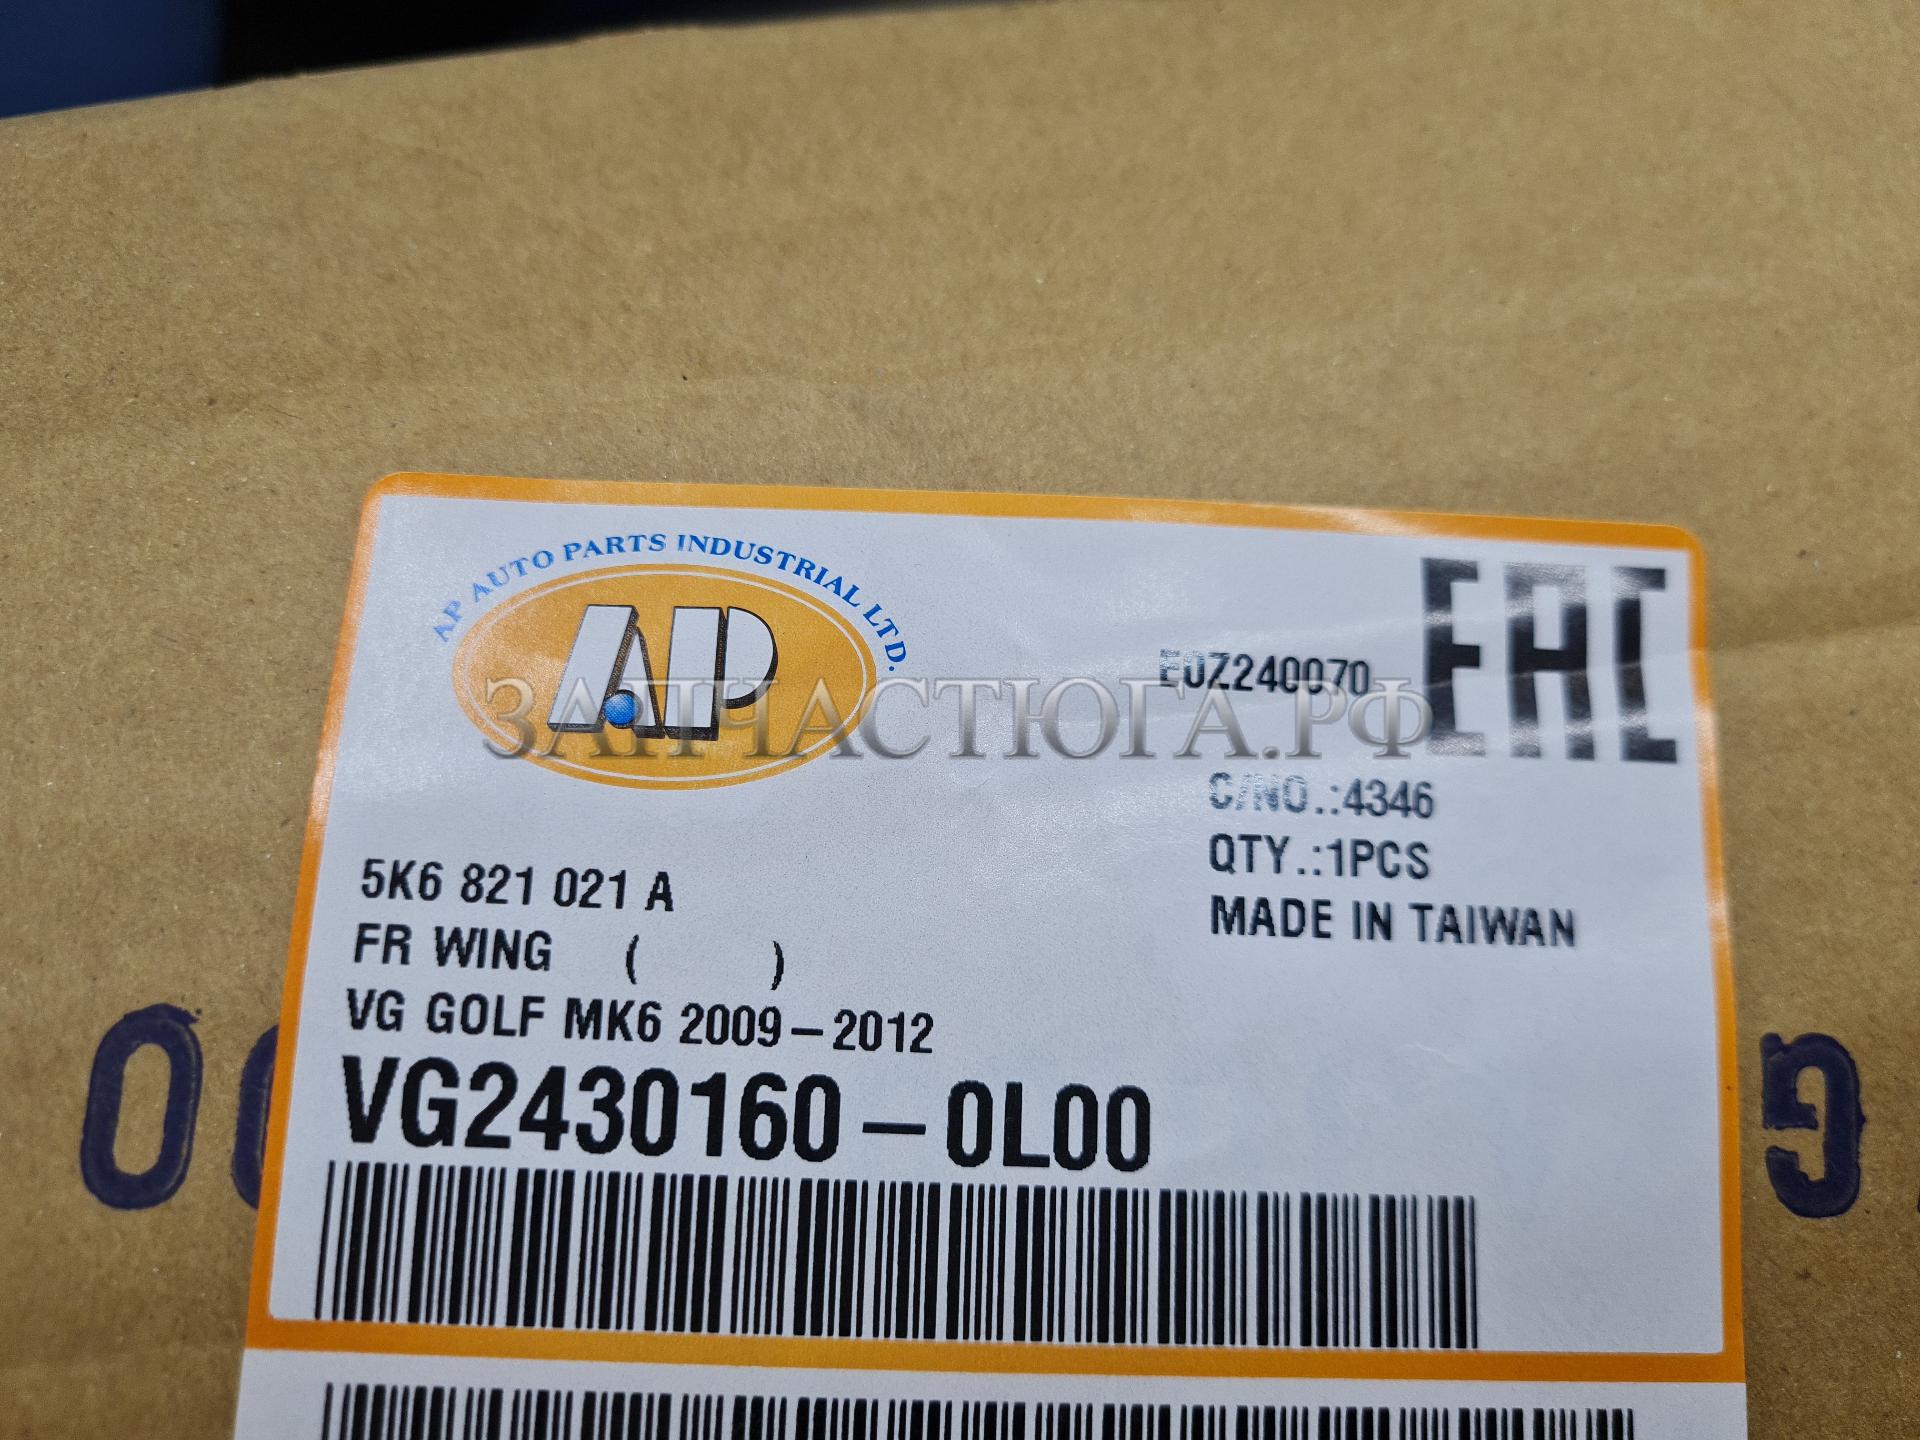 AP AUTO PARTS INDUSTRIAL LTD.
AP
EAC
E0Z240070
ЗАПЧАСТЮГА.РФ
C/NO.:4346
QTY.:1PCS
MADE IN TAIWAN
5K6 821 021 A
FR WING ( )
VG GOLF MK6 2009-2012
VG2430160-0L00